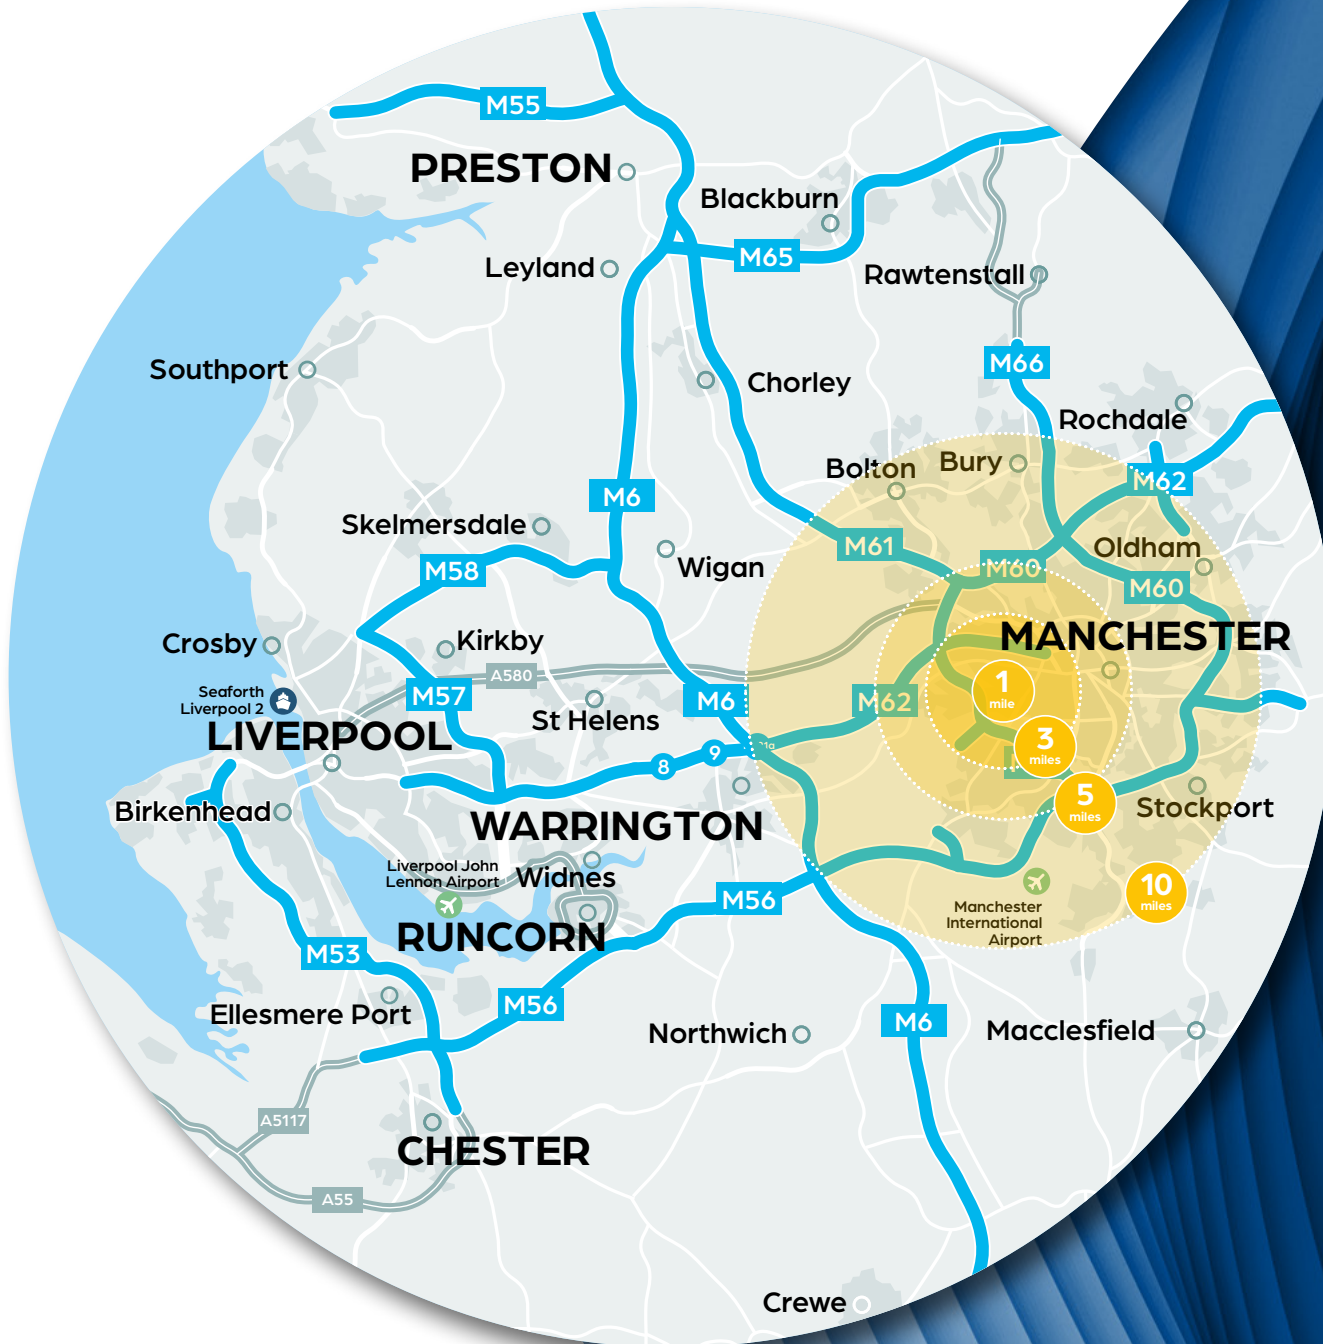 M55
PRESTON
Blackburn
M65
Leyland
Rawtenstall
Southport
M66
Chorley
Rochdale
Bolton
Bury
M62
M6
Skelmersdale
M61
Oldham
Wigan
M58
M60
M60
MANCHESTER
Crosby
Kirkby
A580
Seaforth
Liverpool 2
M57
M6
M62
1
mile
St Helens
LIVERPOOL
3
miles
9
8
5
miles
Birkenhead
Stockport
WARRINGTON
Liverpool John
Lennon Airport
Widnes
10
miles
M56
Manchester
International
Airport
RUNCORN
M53
M56
Ellesmere Port
Northwich
M6
Macclesfield
A5117
CHESTER
A55
Crewe